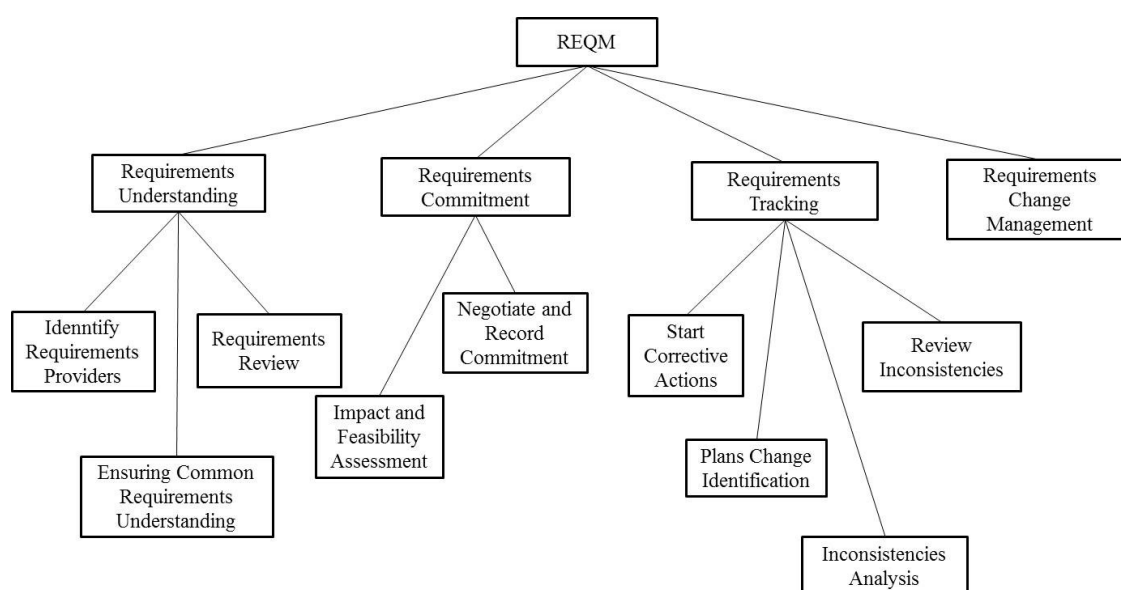 REQM
Requirements
Understanding
Requirements
Commitment
Requirements
Tracking
Requirements
Change
Management
Idenntify
Requirements
Providers
Requirements
Review
Ensuring Common
Requirements
Understanding
Negotiate and
Record
Commitment
Impact and
Feasibility
Assessment
Start
Corrective
Actions
Review
Inconsistencies
Plans Change
Identification
Inconsistencies
Analysis